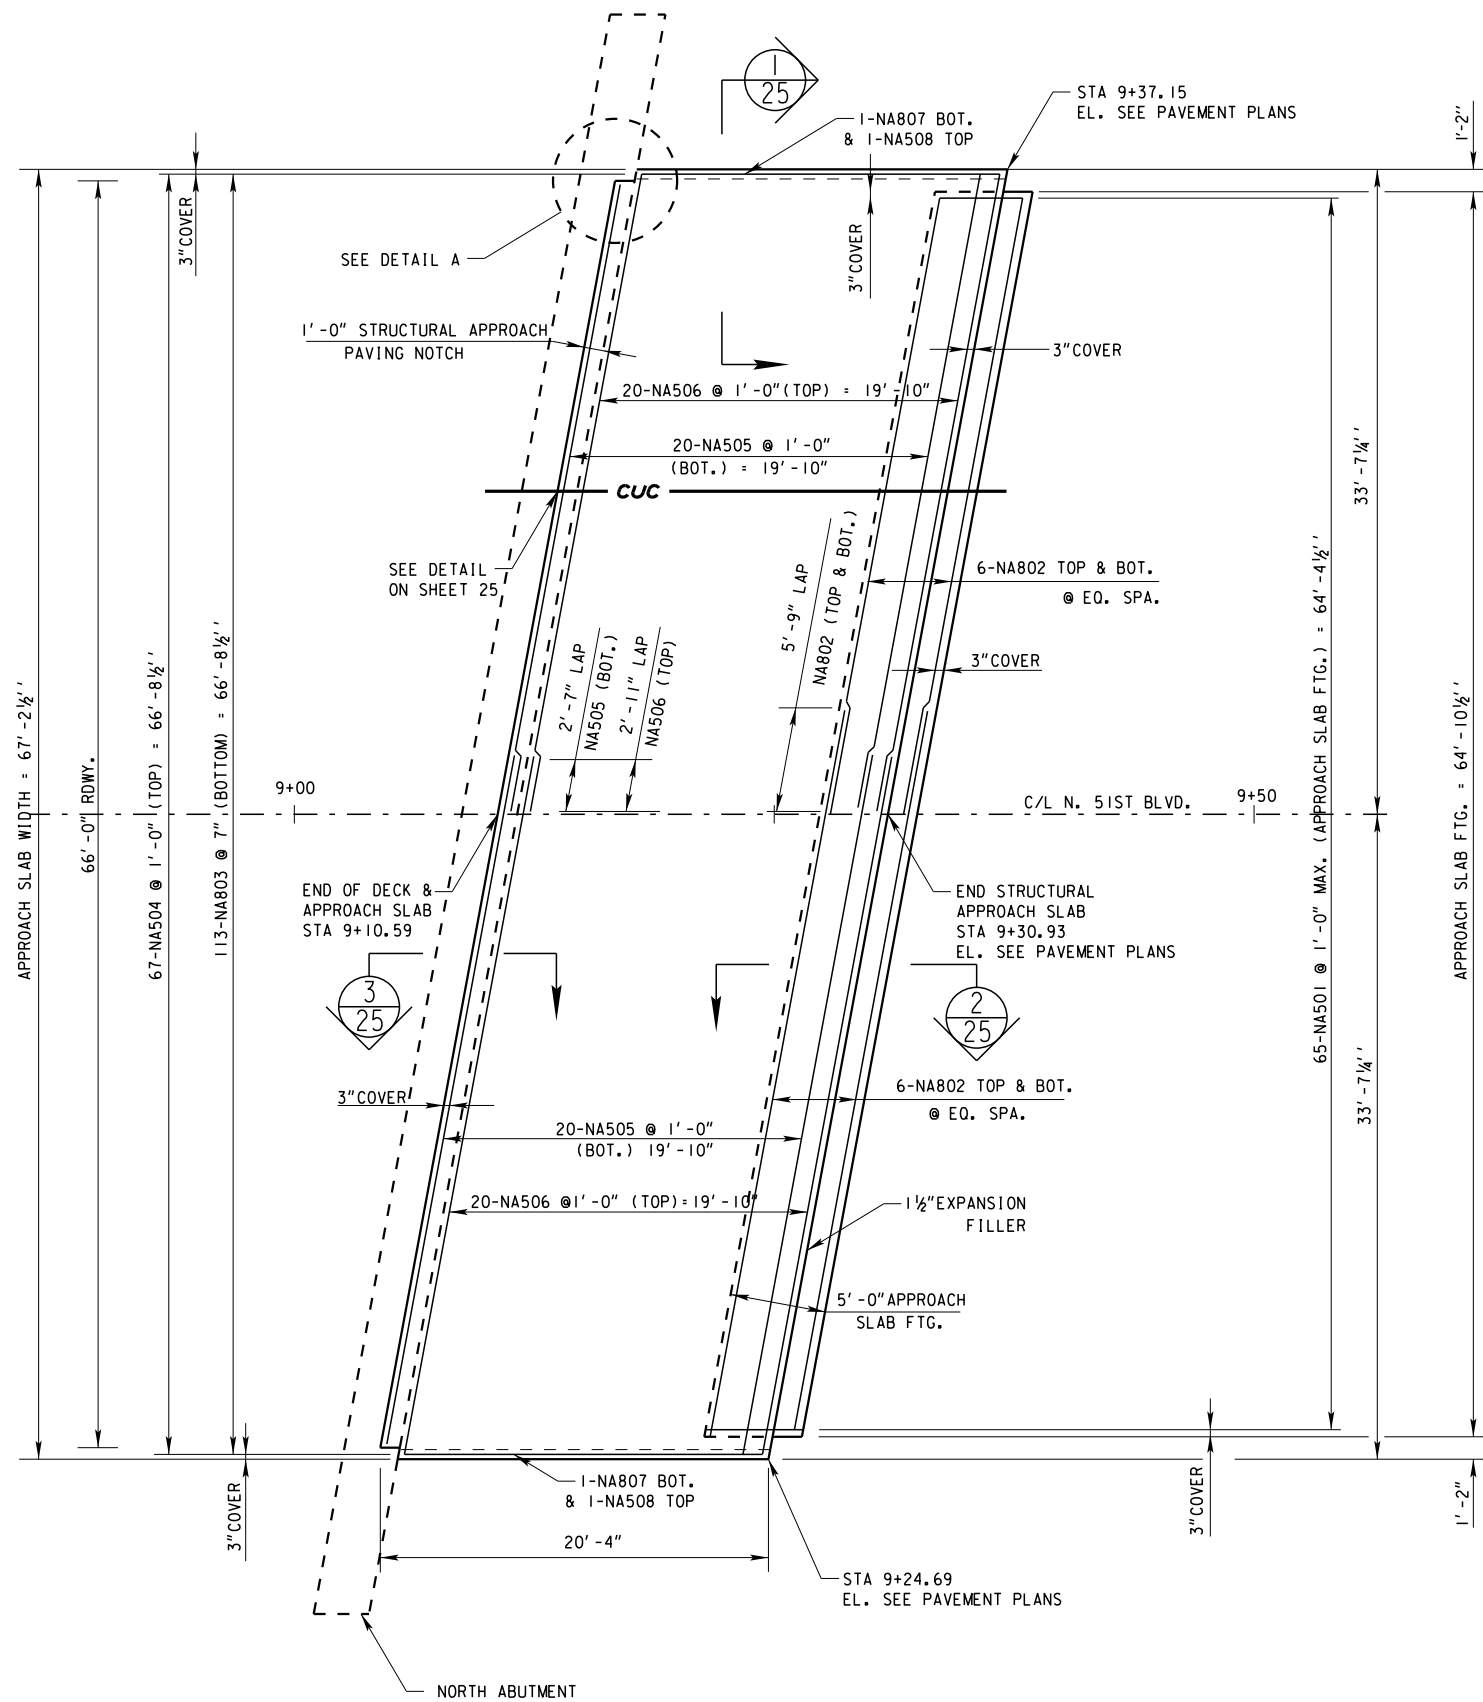 1
25
STA 9+37.15
EL. SEE PAVEMENT PLANS
1-NA807 BOT.
& 1-NA508 TOP
1'-2"
3"COVER
3"COVER
SEE DETAIL A
1'-0" STRUCTURAL APPROACH
PAVING NOTCH
3"COVER
20-NA506 @ 1'-0"(TOP) = 19'-10"
20-NA505 @ 1'-0"
(BOT.) = 19'-10"
CUC
33'-7¼''
SEE DETAIL
ON SHEET 25
5'-9" LAP
NA802 (TOP & BOT.)
6-NA802 TOP & BOT.
@ EQ. SPA.
2'-7" LAP
NA505 (BOT.)
2'-11" LAP
NA506 (TOP)
3"COVER
APPROACH SLAB WIDTH = 67'-2½''
66'-0" RDWY.
67-NA504 @ 1'-0" (TOP) = 66'-8½''
113-NA803 @ 7" (BOTTOM) = 66'-8½''
65-NA501 @ 1'-0" MAX. (APPROACH SLAB FTG.) = 64'-4½''
APPROACH SLAB FTG. = 64'-10½''
9+00
C/L N. 51ST BLVD.
9+50
END OF DECK &
APPROACH SLAB
STA 9+10.59
END STRUCTURAL
APPROACH SLAB
STA 9+30.93
EL. SEE PAVEMENT PLANS
3
25
2
25
33'-7¼''
3"COVER
6-NA802 TOP & BOT.
@ EQ. SPA.
20-NA505 @ 1'-0"
(BOT.) 19'-10"
20-NA506 @1'-0" (TOP)=19'-10"
1½"EXPANSION
FILLER
5'-0"APPROACH
SLAB FTG.
1-NA807 BOT.
& 1-NA508 TOP
3"COVER
3"COVER
1'-2"
20'-4"
STA 9+24.69
EL. SEE PAVEMENT PLANS
NORTH ABUTMENT